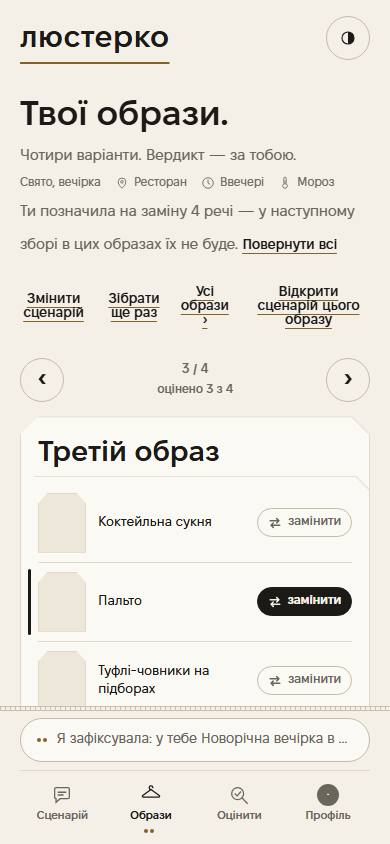 люстерко
Твої образи.
Чотири варіанти. Вердикт — за тобою.
Свято, вечірка Ресторан Ввечері Мороз
Ти позначила на заміну 4 речі — у наступному
зборі в цих образах їх не буде. Повернути всі
Змінити
сценарій
Зібрати
ще раз
Усі
образи
›
Відкрити
сценарій цього
образу
‹
3 / 4
оцінено 3 з 4
›
Третій образ
Коктейльна сукня замінити
Пальто замінити
Туфлі-човники на
підборах
замінити
Я зафіксувала: у тебе Новорічна вечірка в ...
Сценарій Образи Оцінити Профіль